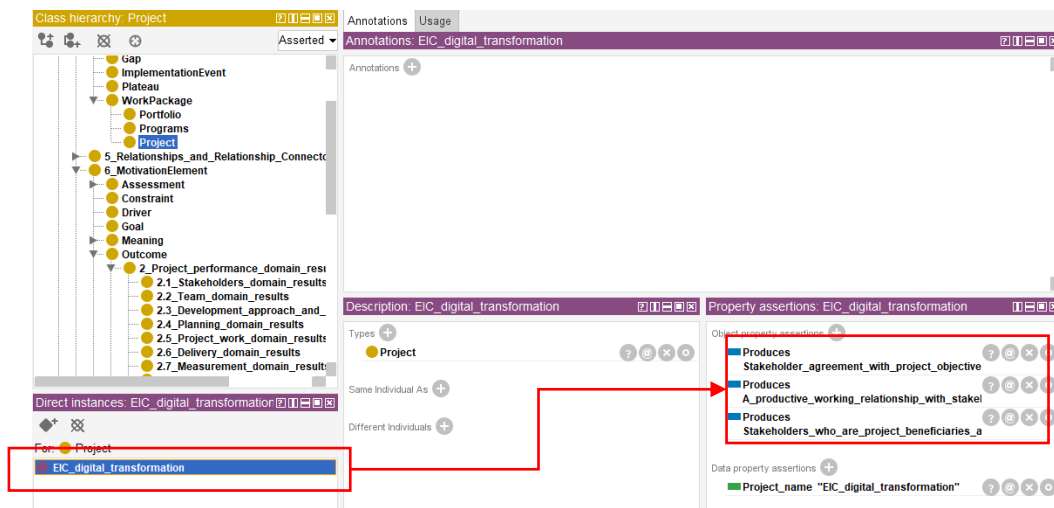 Class hierarchy: Project
Asserted
Gap
ImplementationEvent
Plateau
WorkPackage
Portfolio
Programs
Project
5_Relationships_and_Relationship_Connecto
6_MotivationElement
Assessment
Constraint
Driver
Goal
Meaning
Outcome
2_Project_performance_domain_resu
2.1_Stakeholders_domain_results
2.2_Team_domain_results
2.3_Development_approach_and_
2.4_Planning_domain_results
2.5_Project_work_domain_results
2.6_Delivery_domain_results
2.7_Measurement_domain_results
Direct instances: EIC_digital_transformation
For: Project
EIC_digital_transformation
Annotations Usage
Annotations: EIC_digital_transformation
Annotations
Description: EIC_digital_transformation
Types
Project
Same Individual As
Different Individuals
Property assertions: EIC_digital_transformation
Object property assertions
Produces
Stakeholder_agreement_with_project_objective
Produces
A_productive_working_relationship_with_stakel
Produces
Stakeholders_who_are_project_beneficiaries_a
Data property assertions
Project_name "EIC_digital_transformation"